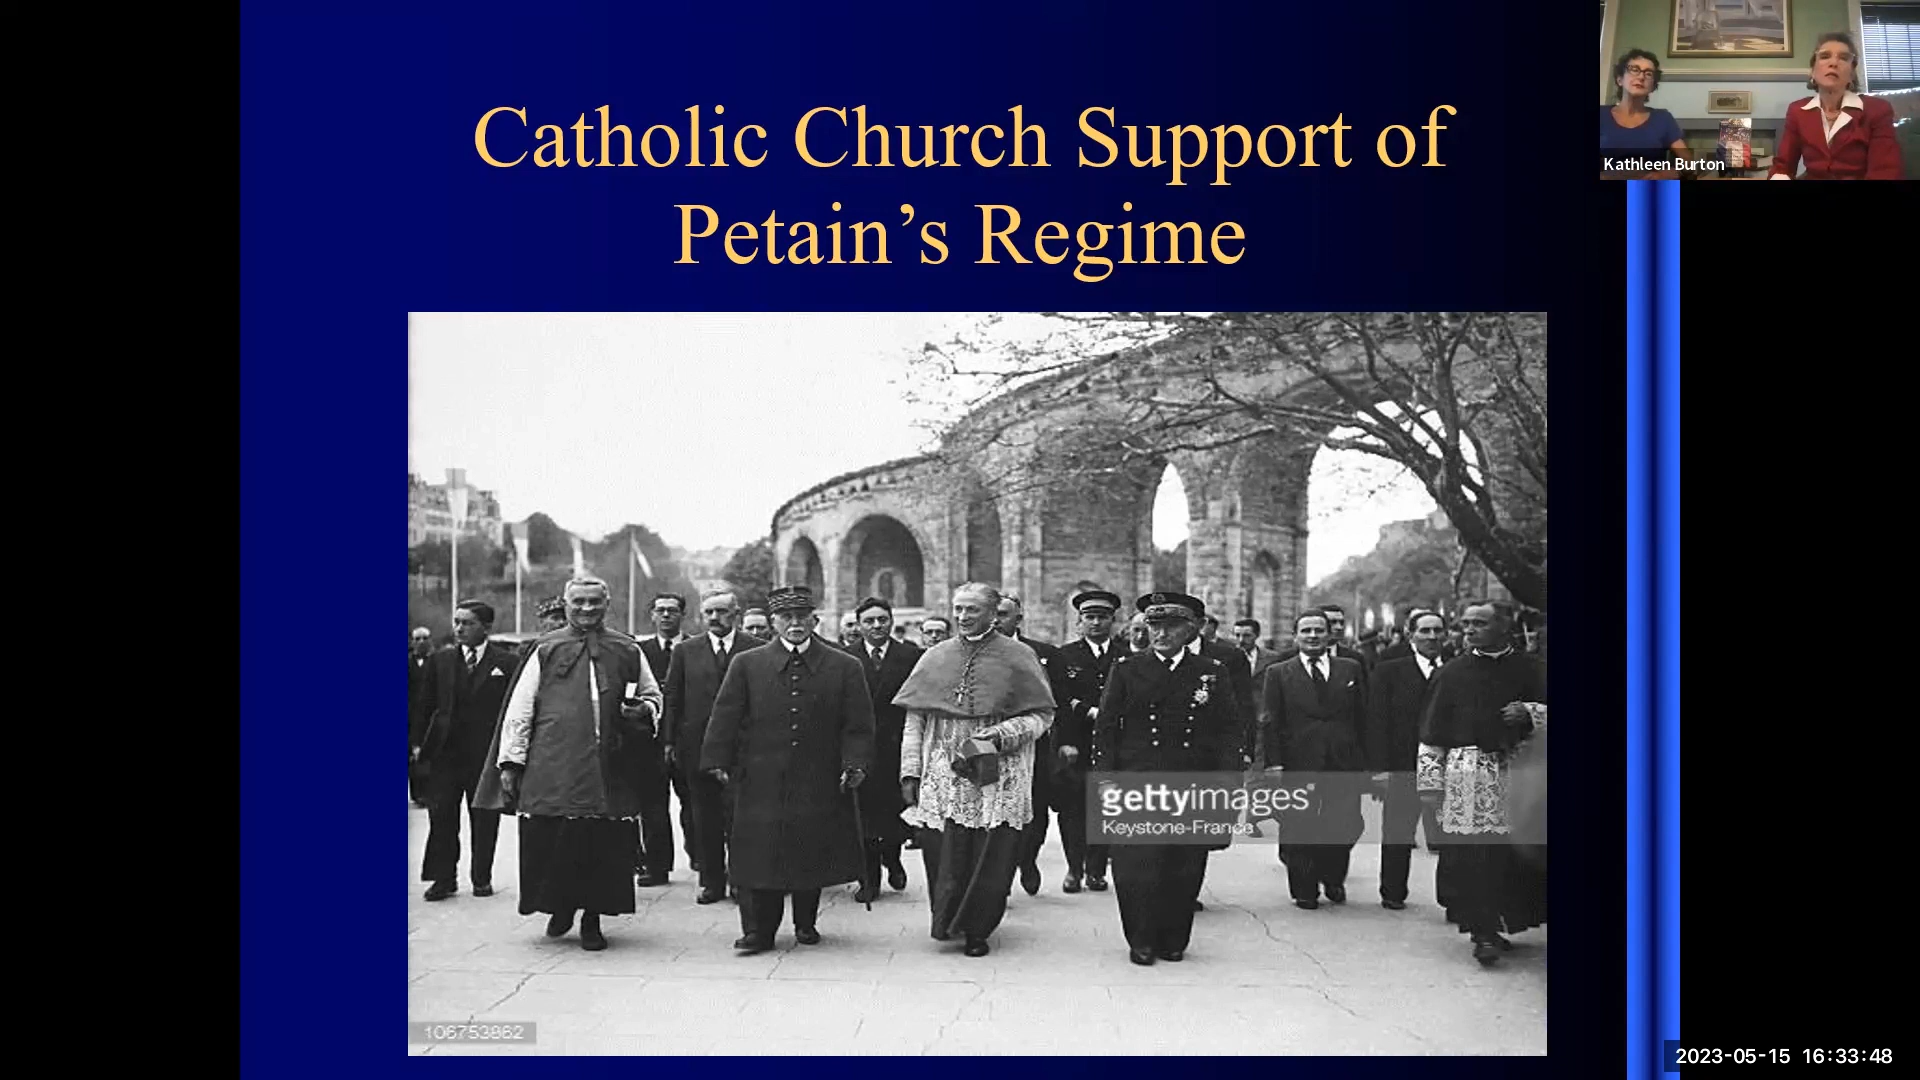 Catholic Church Support of
Petain’s Regime
Kathleen Burton
gettyimages®
Keystone-France
106753862
2023-05-15 16:33:48